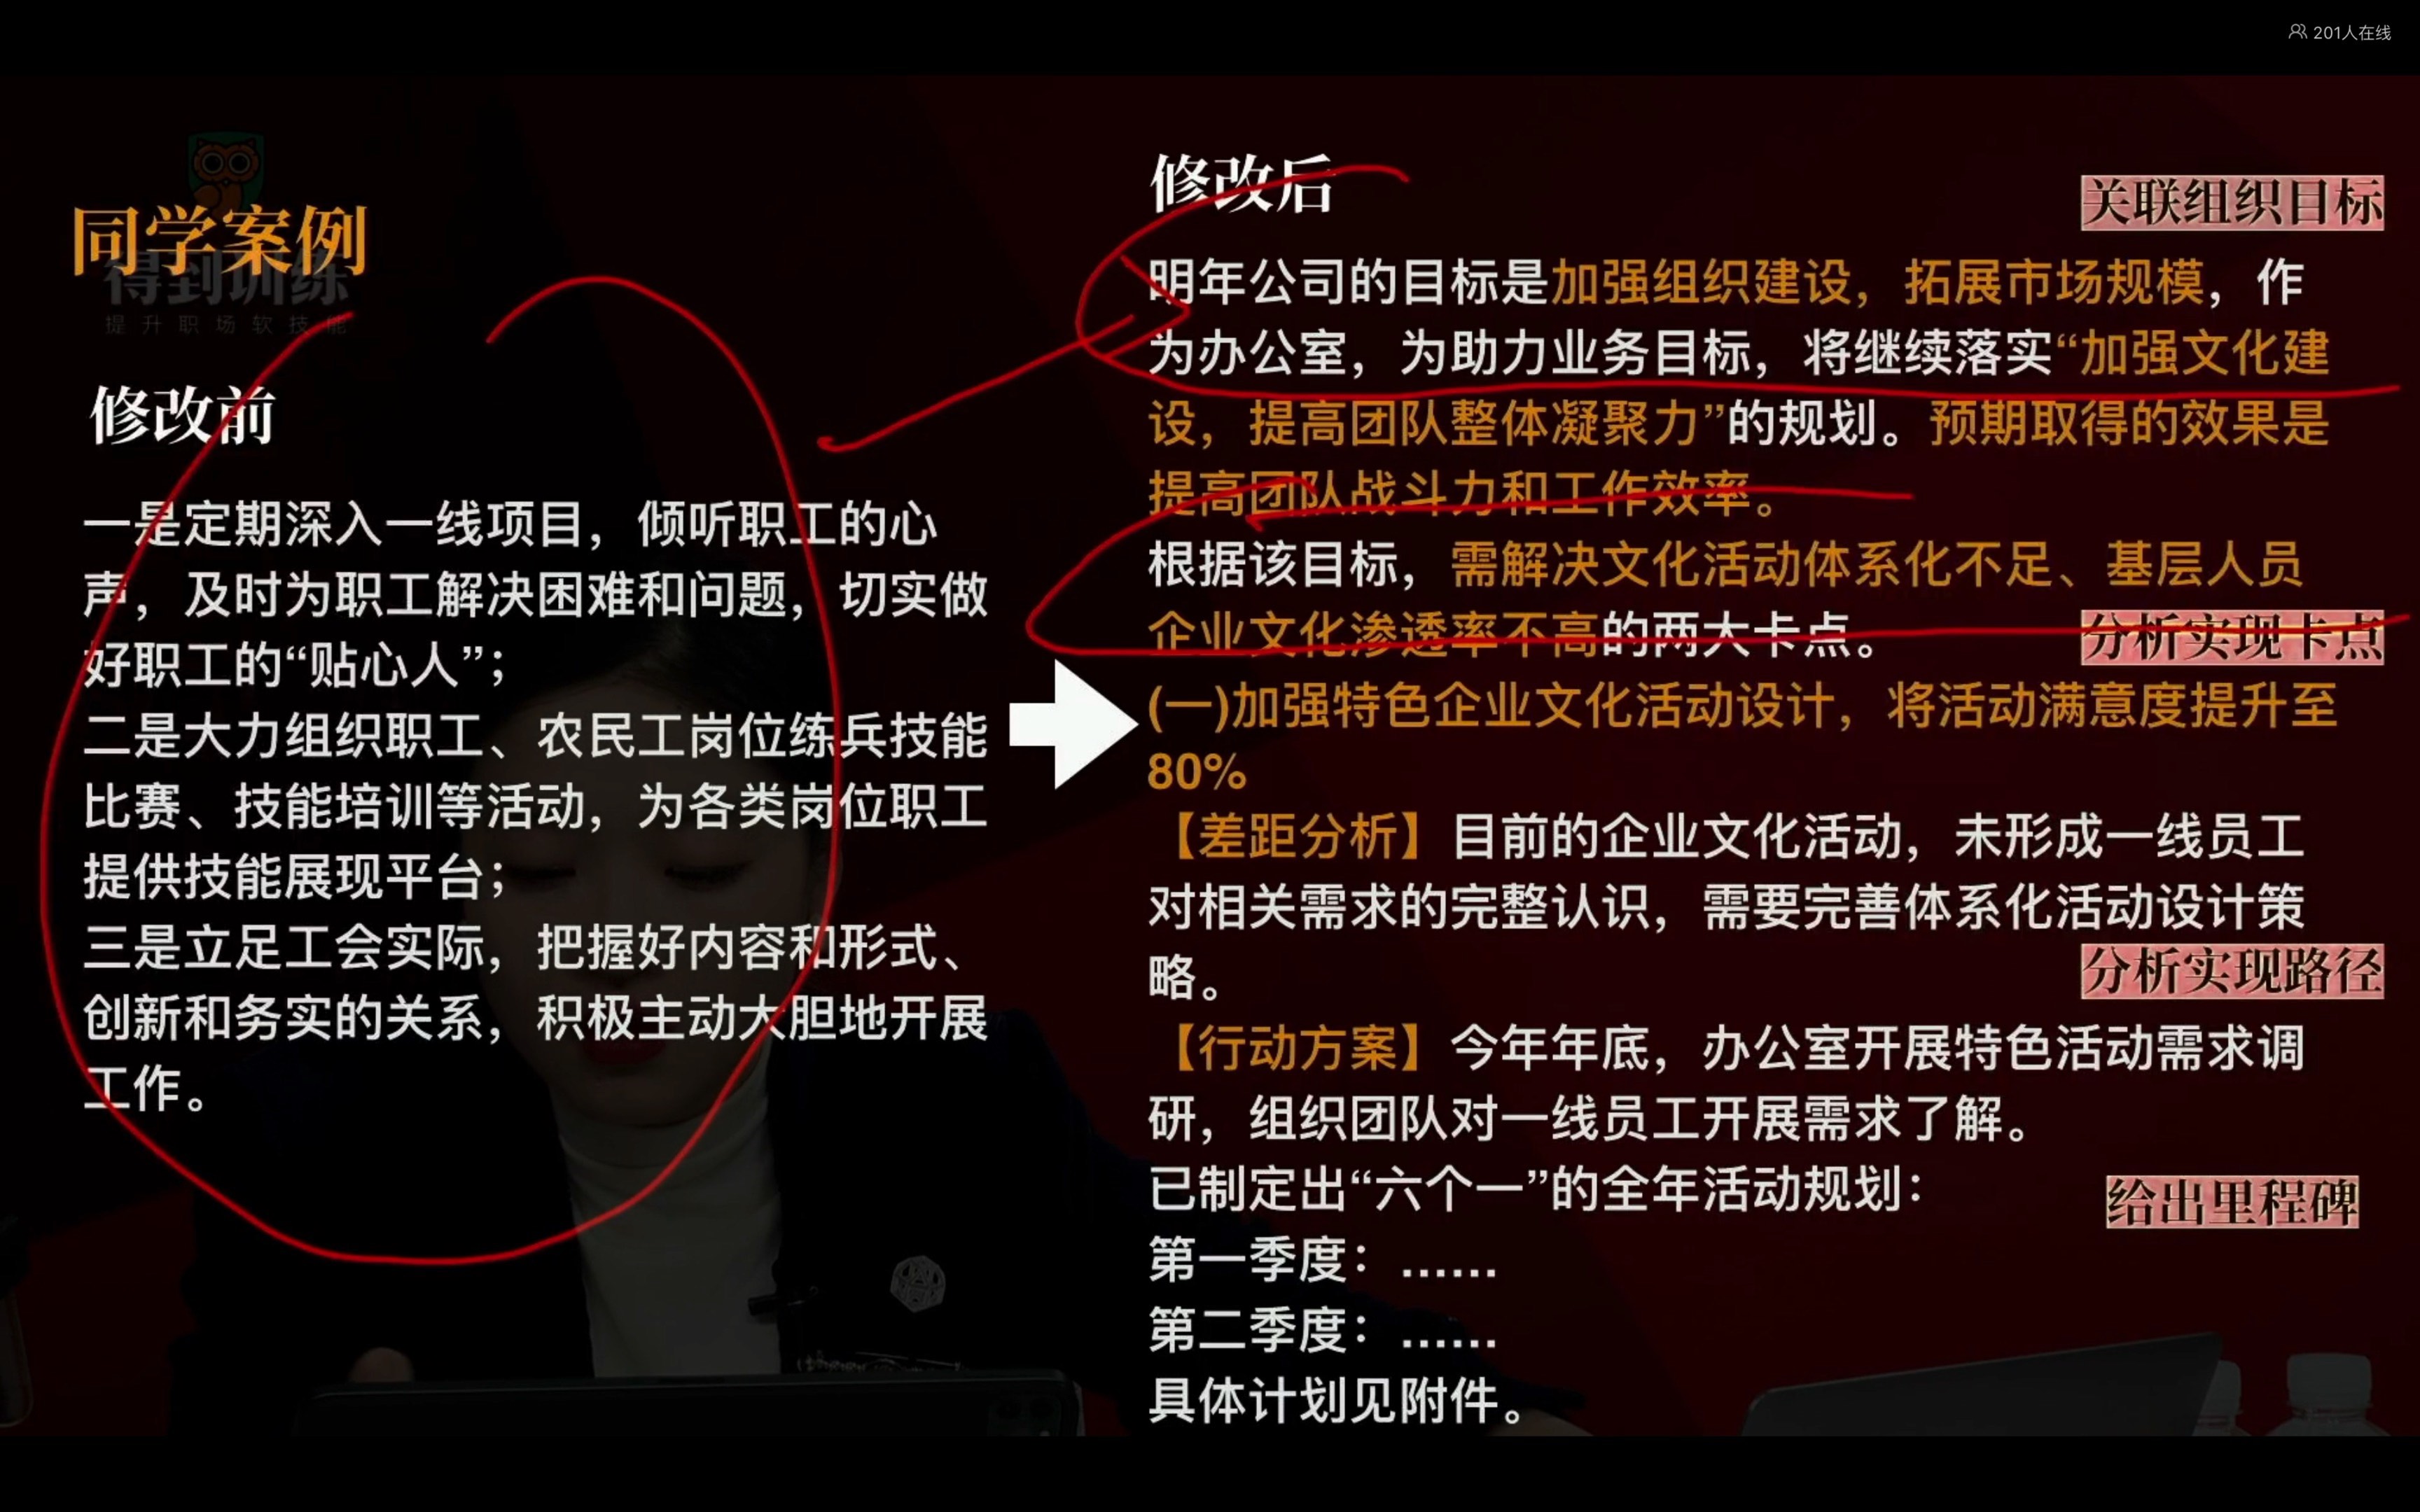 201人在线
同学案例
得到训练
提升职场软技能
修改前
一是定期深入一线项目，倾听职工的心
声，及时为职工解决困难和问题，切实做
好职工的“贴心人”；
二是大力组织职工、农民工岗位练兵技能
比赛、技能培训等活动，为各类岗位职工
提供技能展现平台；
三是立足工会实际，把握好内容和形式、
创新和务实的关系，积极主动大胆地开展
工作。
修改后
关联组织目标
明年公司的目标是加强组织建设，拓展市场规模，作
为办公室，为助力业务目标，将继续落实“加强文化建
设，提高团队整体凝聚力”的规划。预期取得的效果是
提高团队战斗力和工作效率。
根据该目标，需解决文化活动体系化不足、基层人员
企业文化渗透率不高的两大卡点。
分析实现卡点
(一)加强特色企业文化活动设计，将活动满意度提升至
80%
【差距分析】目前的企业文化活动，未形成一线员工
对相关需求的完整认识，需要完善体系化活动设计策
略。
分析实现路径
【行动方案】今年年底，办公室开展特色活动需求调
研，组织团队对一线员工开展需求了解。
已制定出“六个一”的全年活动规划：
给出里程碑
第一季度：......
第二季度：......
具体计划见附件。